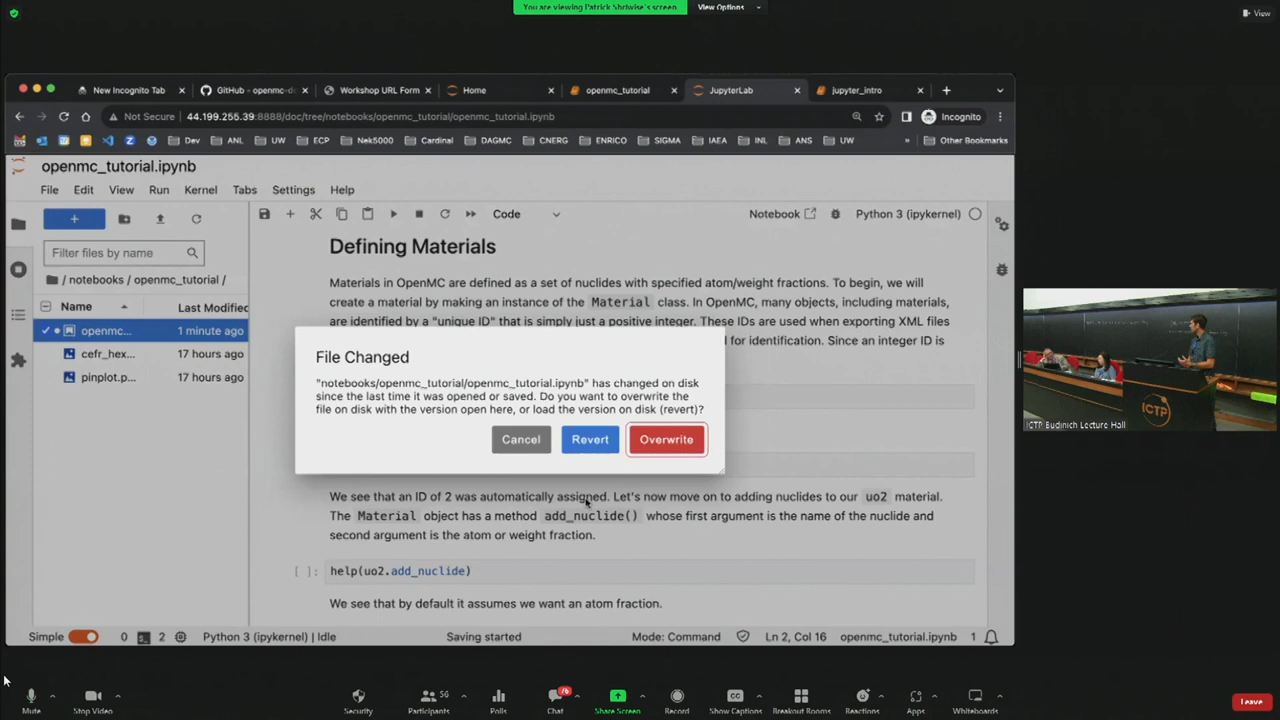 You are viewing Patrick Shriwise's screen View Options
View
New Incognito Tab GitHub - openmc-de Workshop URL Form Home openmc_tutorial JupyterLab jupyter_intro
Not Secure 44.199.255.39:8888/doc/tree/notebooks/openmc_tutorial/openmc_tutorial.ipynb Incognito
Dev ANL UW ECP Nek5000 Cardinal DAGMC CNERG ENRICO SIGMA IAEA INL ANS UW » Other Bookmarks
openmc_tutorial.ipynb
File Edit View Run Kernel Tabs Settings Help
Code Notebook Python 3 (ipykernel)
Filter files by name
/ notebooks / openmc_tutorial /
Name Last Modified
openmc... 1 minute ago
cefr_hex... 17 hours ago
pinplot.p... 17 hours ago
Defining Materials
Materials in OpenMC are defined as a set of nuclides with specified atom/weight fractions. To begin, we will
create a material by making an instance of the Material class. In OpenMC, many objects, including materials,
are identified by a "unique ID" that is simply just a positive integer. These IDs are used when exporting XML files
d for identification. Since an integer ID is
File Changed
"notebooks/openmc_tutorial/openmc_tutorial.ipynb" has changed on disk
since the last time it was opened or saved. Do you want to overwrite the
file on disk with the version open here, or load the version on disk (revert)?
Cancel Revert Overwrite
We see that an ID of 2 was automatically assigned. Let's now move on to adding nuclides to our uo2 material.
The Material object has a method add_nuclide() whose first argument is the name of the nuclide and
second argument is the atom or weight fraction.
[ ]: help(uo2.add_nuclide)
We see that by default it assumes we want an atom fraction.
Simple 0 2 Python 3 (ipykernel) | Idle Saving started Mode: Command Ln 2, Col 16 openmc_tutorial.ipynb 1
ICTP
ICTP Budinich Lecture Hall
Mute Stop Video Security Participants 56 Polls Chat 76 Share Screen Record Show Captions Breakout Rooms Reactions Apps Whiteboards Leave